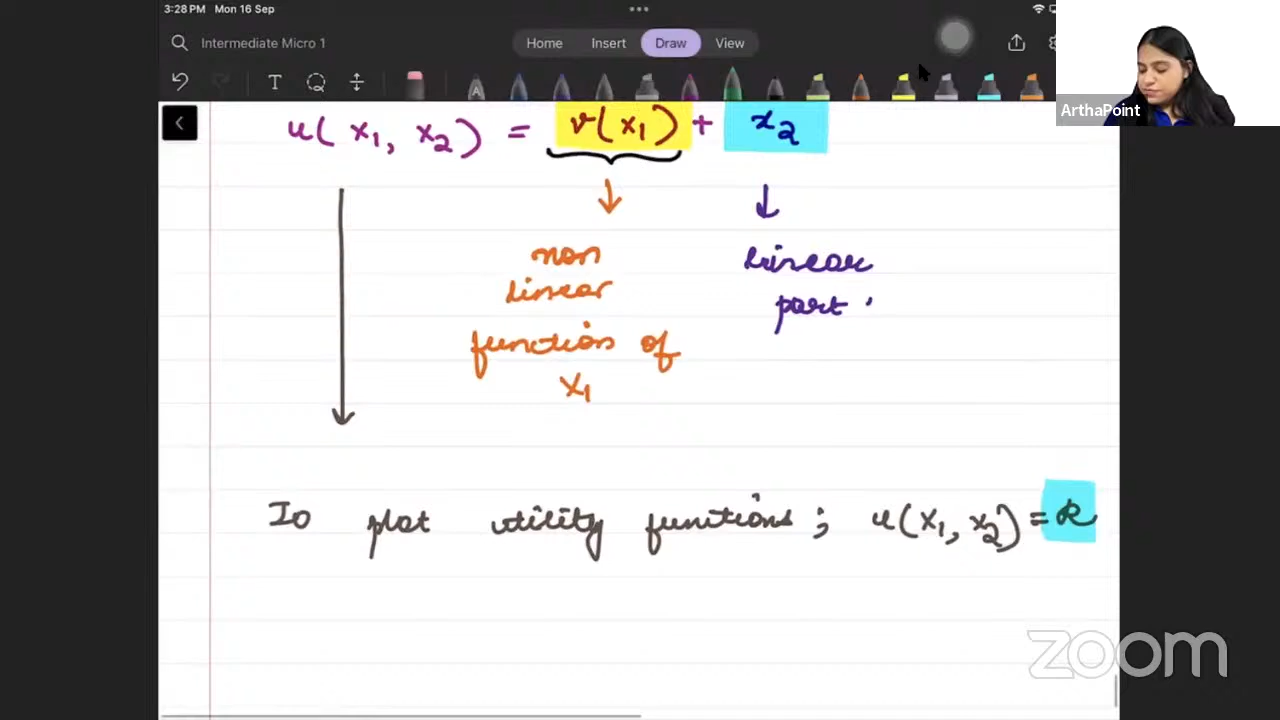 3:28 PM Mon 16 Sep
Intermediate Micro 1
Home Insert Draw View
ArthaPoint
u(x1, x2) = v(x1) + x2
non
linear
function of
x1
linear
part.
To plot utility functions; u(x1, x2) = k
zoom